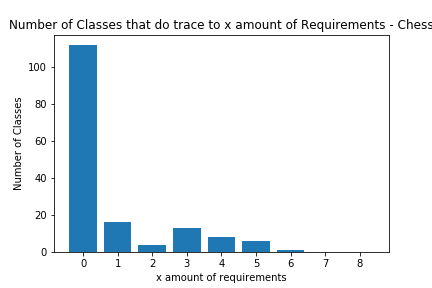 Number of Classes that do trace to x amount of Requirements - Chess
100
80
60
40
20
0
Number of Classes
0 1 2 3 4 5 6 7 8
x amount of requirements